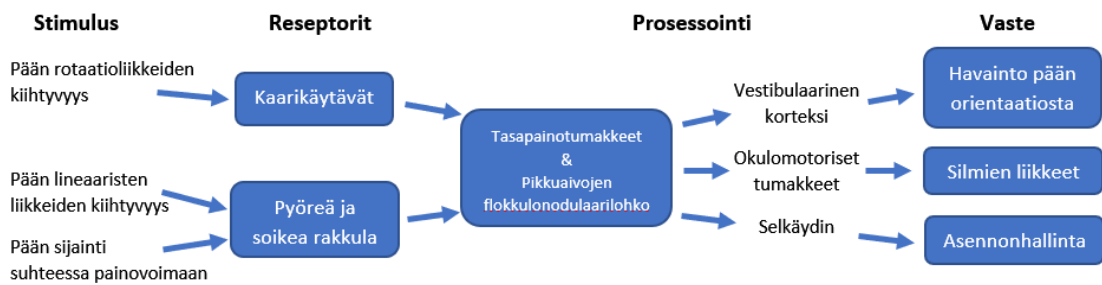 Stimulus
Reseptorit
Prosessointi
Vaste
Pään rotaatioliikkeiden
kiihtyvyys
Kaarikäytävät
Pään lineaaristen
liikkeiden kiihtyvyys
Pään sijainti
suhteessa painovoimaan
Pyöreä ja
soikea rakkula
Tasapainotumakkeet
&
Pikkuaivojen
flokkulonodulaarilohko
Vestibulaarinen
korteksi
Okulomotoriset
tumakkeet
Selkäydin
Havainto pään
orientaatiosta
Silmien liikkeet
Asennonhallinta